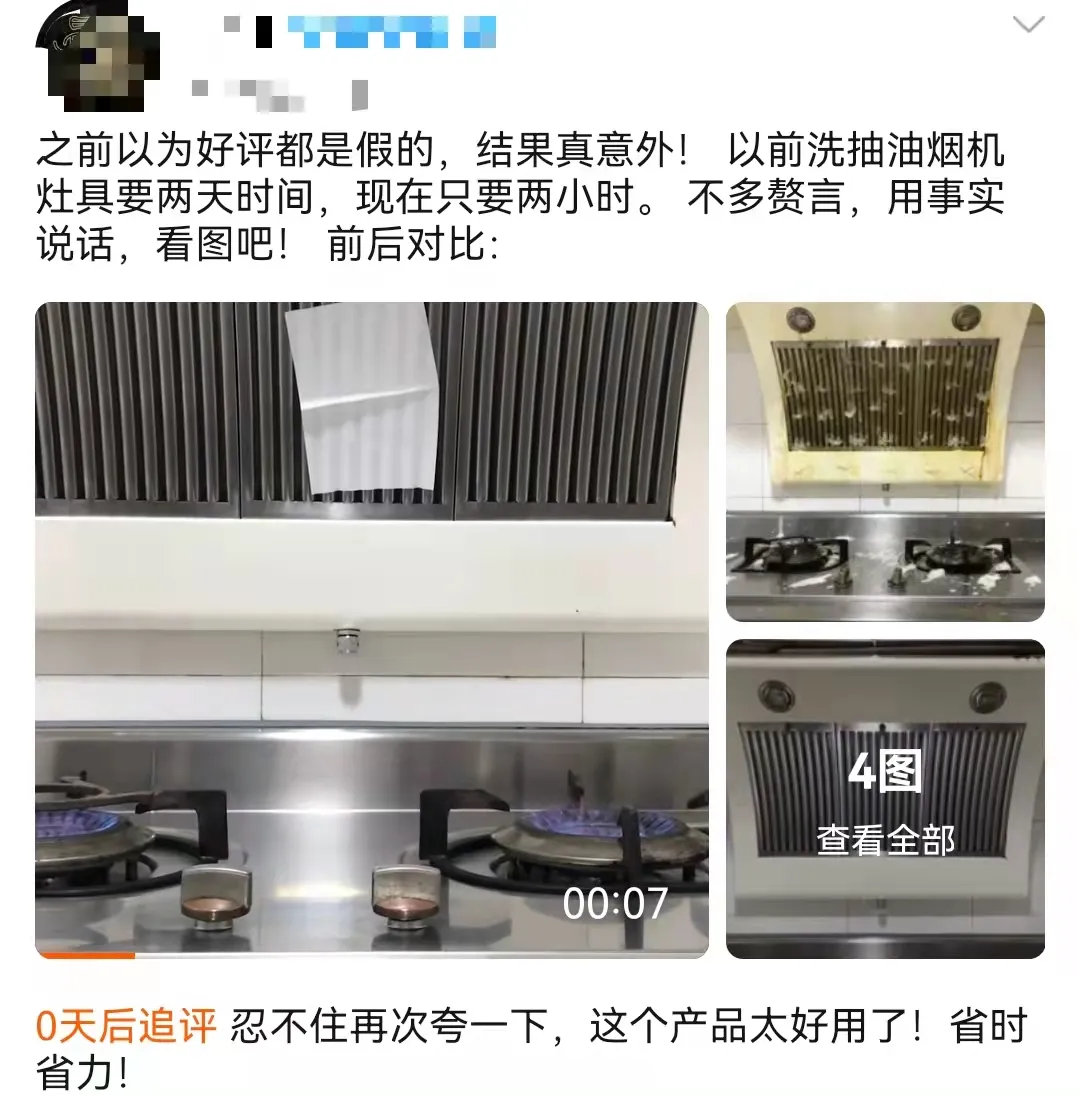 之前以为好评都是假的，结果真意外！ 以前洗抽油烟机
灶具要两天时间，现在只要两小时。 不多赘言，用事实
说话，看图吧！ 前后对比：
00:07
4图
查看全部
0天后追评 忍不住再次夸一下，这个产品太好用了！省时
省力！